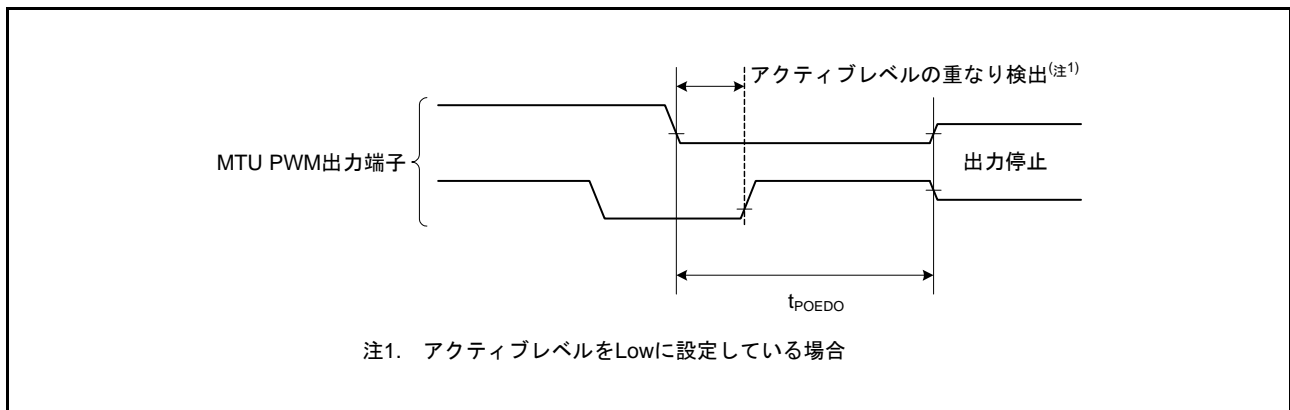 アクティブレベルの重なり検出(注1)
MTU PWM出力端子
出力停止
tPOEDO
注1. アクティブレベルをLowに設定している場合